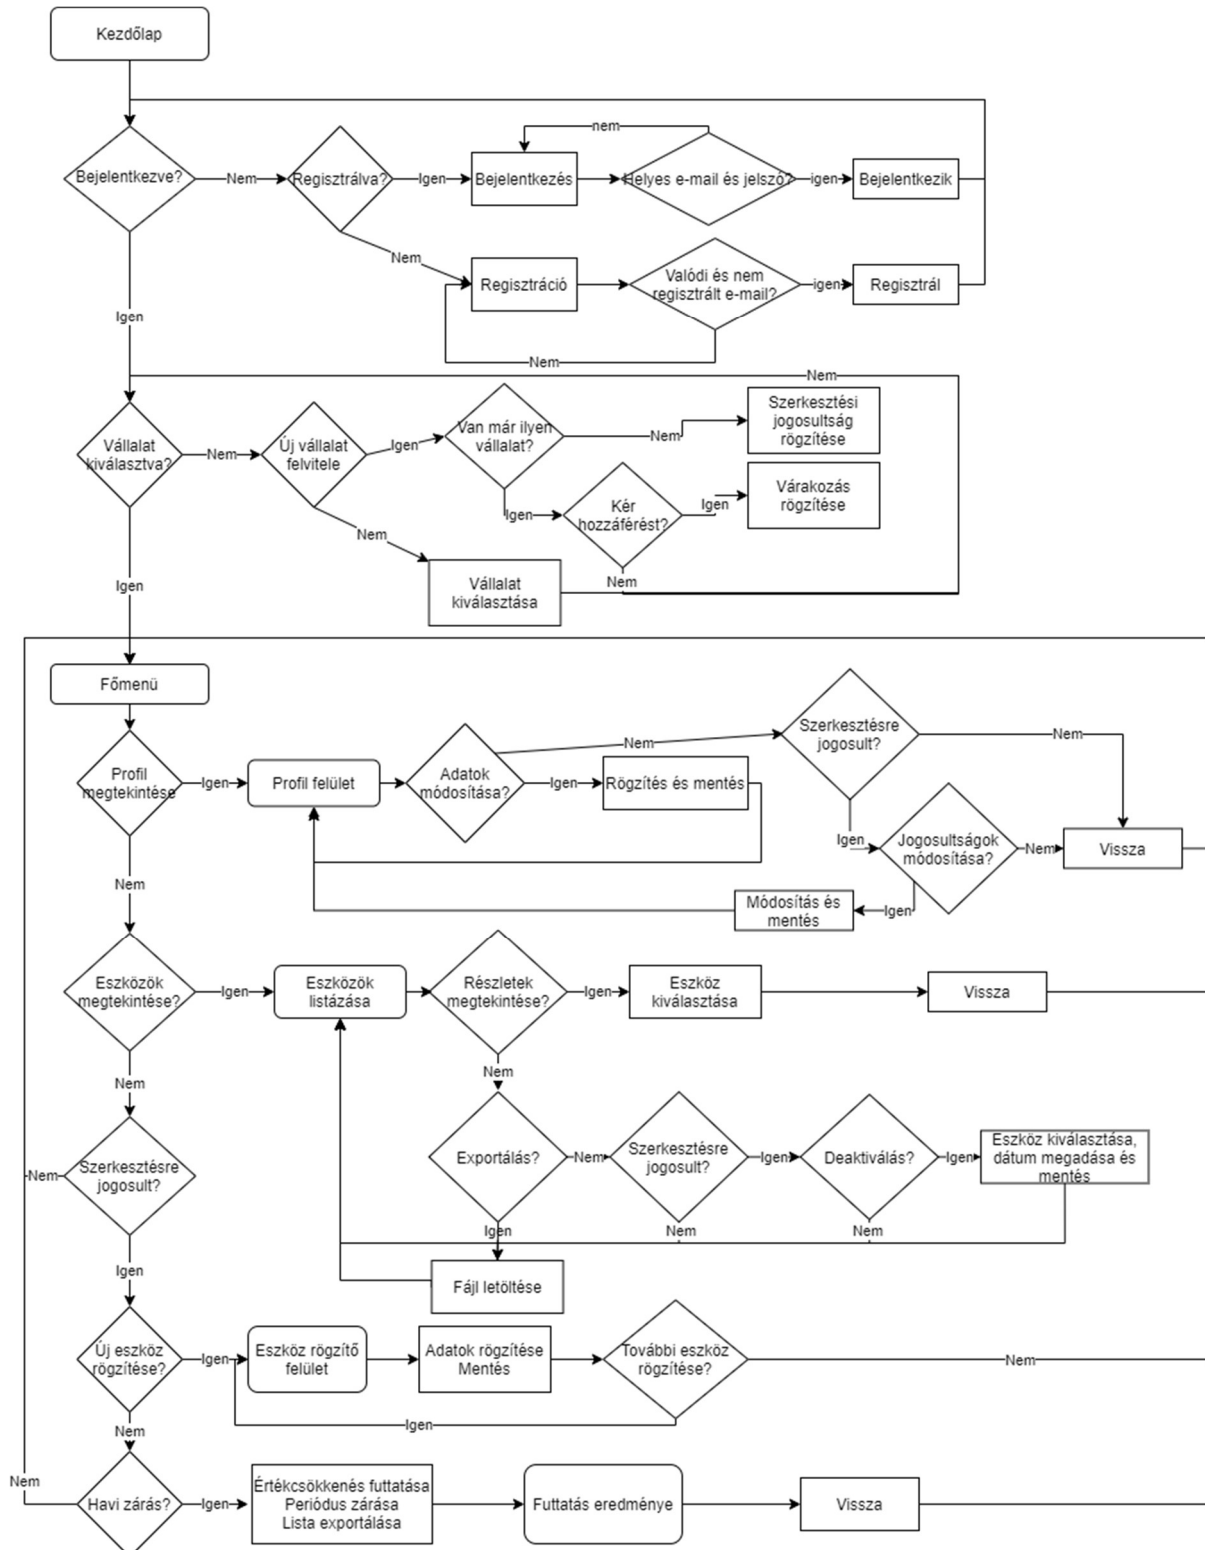 Kezdőlap
Bejelentkezve?
Nem
Regisztrálva?
Igen
Bejelentkezés
nem
Helyes e-mail és jelszó?
igen
Bejelentkezik
Nem
Regisztráció
Valódi és nem
regisztrált e-mail?
igen
Regisztrál
Nem
Igen
Nem
Vállalat
kiválasztva?
Nem
Új vállalat
felvitele
Igen
Van már ilyen
vállalat?
Nem
Szerkesztési
jogosultság
rögzítése
Igen
Kér
hozzáférést?
Igen
Várakozás
rögzítése
Nem
Nem
Vállalat
kiválasztása
Igen
Főmenü
Profil
megtekintése
Igen
Profil felület
Adatok
módosítása?
Igen
Rögzítés és mentés
Nem
Szerkesztésre
jogosult?
Nem
Igen
Jogosultságok
módosítása?
Nem
Vissza
Igen
Módosítás és
mentés
Nem
Eszközök
megtekintése?
Igen
Eszközök
listázása
Részletek
megtekintése?
Igen
Eszköz
kiválasztása
Vissza
Nem
Nem
Exportálás?
Nem
Szerkesztésre
jogosult?
Igen
Deaktiválás?
Igen
Eszköz kiválasztása,
dátum megadása és
mentés
Szerkesztésre
jogosult?
Nem
Igen
Nem
Nem
Fájl letöltése
Igen
Új eszköz
rögzítése?
Igen
Eszköz rögzítő
felület
Adatok rögzítése
Mentés
További eszköz
rögzítése?
Nem
Igen
Nem
Nem
Havi zárás?
Igen
Értékcsökkenés futtatása
Periódus zárása
Lista exportálása
Futtatás eredménye
Vissza